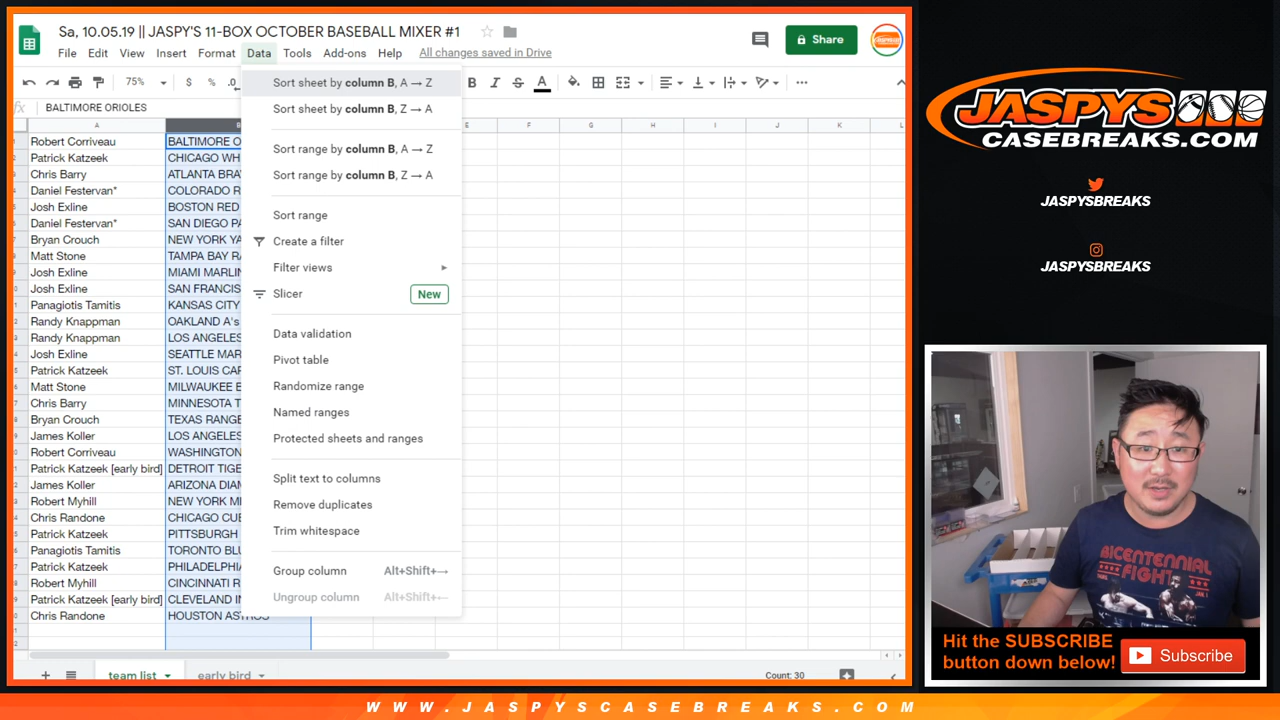 Sa, 10.05.19 || JASPY'S 11-BOX OCTOBER BASEBALL MIXER #1
File Edit View Insert Format Data Tools Add-ons Help All changes saved in Drive
Share
75% $ % .0 B I S A
fx BALTIMORE ORIOLES
A E F G H I J K L
Robert Corriveau BALTIMORE O
Patrick Katzeek CHICAGO WH
Chris Barry ATLANTA BRA
Daniel Festervan* COLORADO R
Josh Exline BOSTON RED
Daniel Festervan* SAN DIEGO PA
Bryan Crouch NEW YORK YA
Matt Stone TAMPA BAY RA
Josh Exline MIAMI MARLIN
Josh Exline SAN FRANCIS
Panagiotis Tamitis KANSAS CITY
Randy Knappman OAKLAND A's
Randy Knappman LOS ANGELES
Josh Exline SEATTLE MAR
Patrick Katzeek ST. LOUIS CAR
Matt Stone MILWAUKEE B
Chris Barry MINNESOTA T
Bryan Crouch TEXAS RANGE
James Koller LOS ANGELES
Robert Corriveau WASHINGTON
Patrick Katzeek [early bird] DETROIT TIGE
James Koller ARIZONA DIAM
Robert Myhill NEW YORK ME
Chris Randone CHICAGO CUE
Patrick Katzeek PITTSBURGH
Panagiotis Tamitis TORONTO BLU
Patrick Katzeek PHILADELPHIA
Robert Myhill CINCINNATI R
Patrick Katzeek [early bird] CLEVELAND IN
Chris Randone HOUSTON ASTROS
Sort sheet by column B, A → Z
Sort sheet by column B, Z → A
Sort range by column B, A → Z
Sort range by column B, Z → A
Sort range
Create a filter
Filter views
Slicer New
Data validation
Pivot table
Randomize range
Named ranges
Protected sheets and ranges
Split text to columns
Remove duplicates
Trim whitespace
Group column Alt+Shift+→
Ungroup column Alt+Shift+←
team list early bird Count: 30
JASPYS
CASEBREAKS.COM
JASPYSBREAKS
JASPYSBREAKS
BICENTENNIAL
FIGHT
Hit the SUBSCRIBE
button down below!
Subscribe
WWW.JASPYSCASEBREAKS.COM